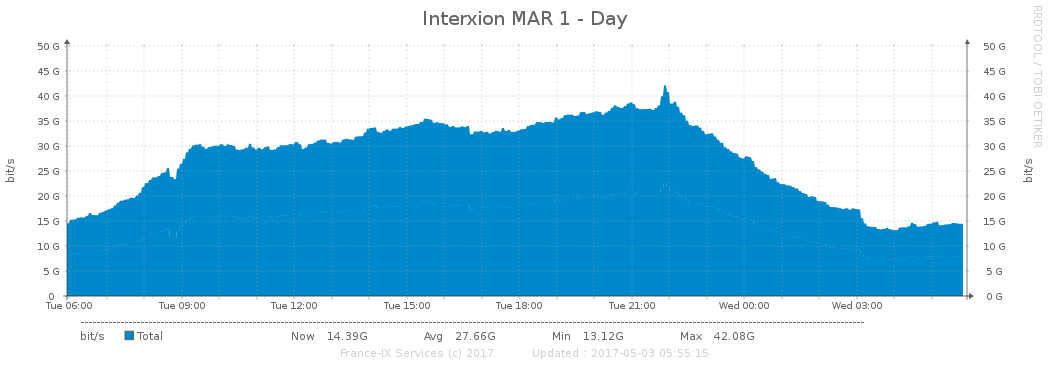 Interxion MAR 1 - Day
RRDTOOL / TOBI OETIKER
bit/s
50 G 50 G
45 G 45 G
40 G 40 G
35 G 35 G
30 G 30 G
25 G 25 G
20 G 20 G
15 G 15 G
10 G 10 G
5 G 5 G
0 0 G
bit/s
Tue 06:00 Tue 09:00 Tue 12:00 Tue 15:00 Tue 18:00 Tue 21:00 Wed 00:00 Wed 03:00
bit/s Total Now 14.39G Avg 27.66G Min 13.12G Max 42.08G
France-IX Services (c) 2017 Updated : 2017-05-03 05:55:15